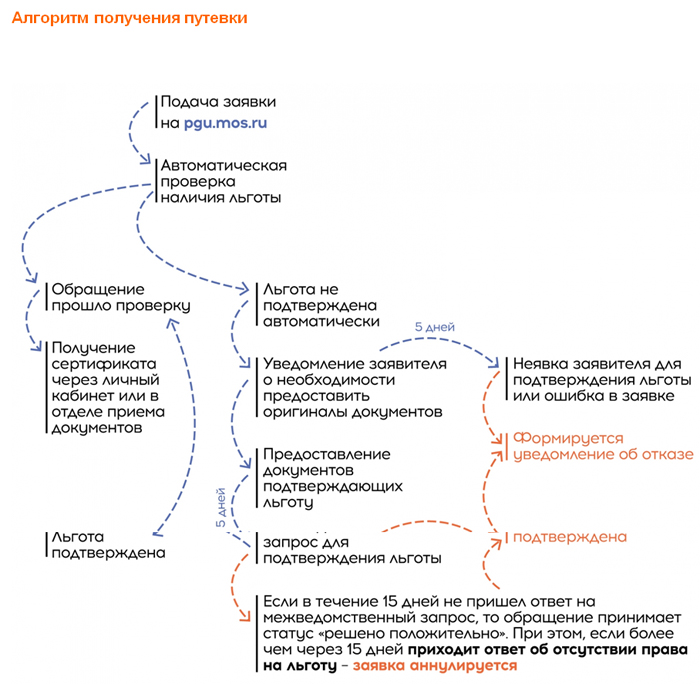 Алгоритм получения путевки
Подача заявки
на pgu.mos.ru
Автоматическая
проверка
наличия льготы
Обращение
прошло проверку
Льгота не
подтверждена
автоматически
5 дней
Получение
сертификата
через личный
кабинет или в
отделе приема
документов
Уведомление заявителя
о необходимости
предоставить
оригиналы документов
Неявка заявителя для
подтверждения льготы
или ошибка в заявке
Формируется
уведомление об отказе
Предоставление
документов
подтверждающих
льготу
5 дней
Льгота
подтверждена
запрос для
подтверждения льготы
подтверждена
Если в течение 15 дней не пришел ответ на
межведомственный запрос, то обращение принимает
статус «решено положительно». При этом, если более
чем через 15 дней приходит ответ об отсутствии права
на льготу – заявка аннулируется